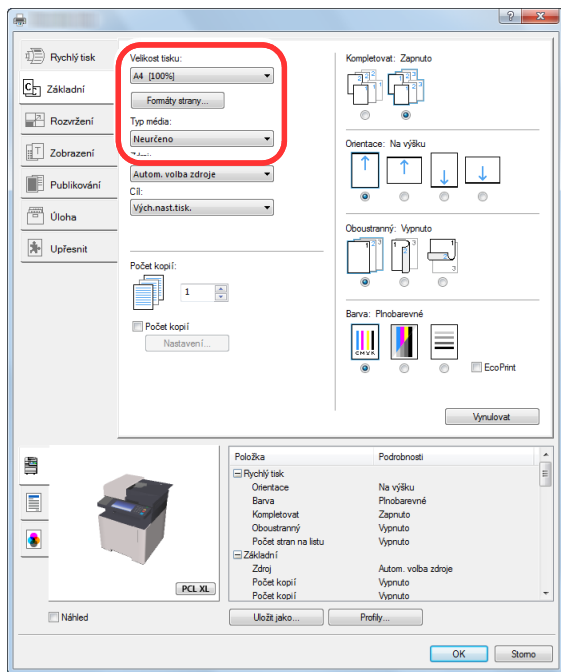 Rychlý tisk
Základní
Rozvržení
Zobrazení
Publikování
Úloha
Upřesnit
Velikost tisku:
A4 [100%]
Formáty strany...
Typ média:
Neurčeno
Autom. volba zdroje
Cíl:
Vých.nast.tisk.
Počet kopií:
1
Počet kopií
Nastavení...
Kompletovat: Zapnuto
Orientace: Na výšku
Oboustranný: Vypnuto
Barva: Plnobarevné
CMYK
EcoPrint
Vynulovat
PCL XL
Náhled
Položka Podrobnosti
Rychlý tisk
Orientace Na výšku
Barva Plnobarevné
Kompletovat Zapnuto
Oboustranný Vypnuto
Počet stran na listu Vypnuto
Základní
Zdroj Autom. volba zdroje
Počet kopií Vypnuto
Počet kopií Vypnuto
Uložit jako... Profily...
OK Storno